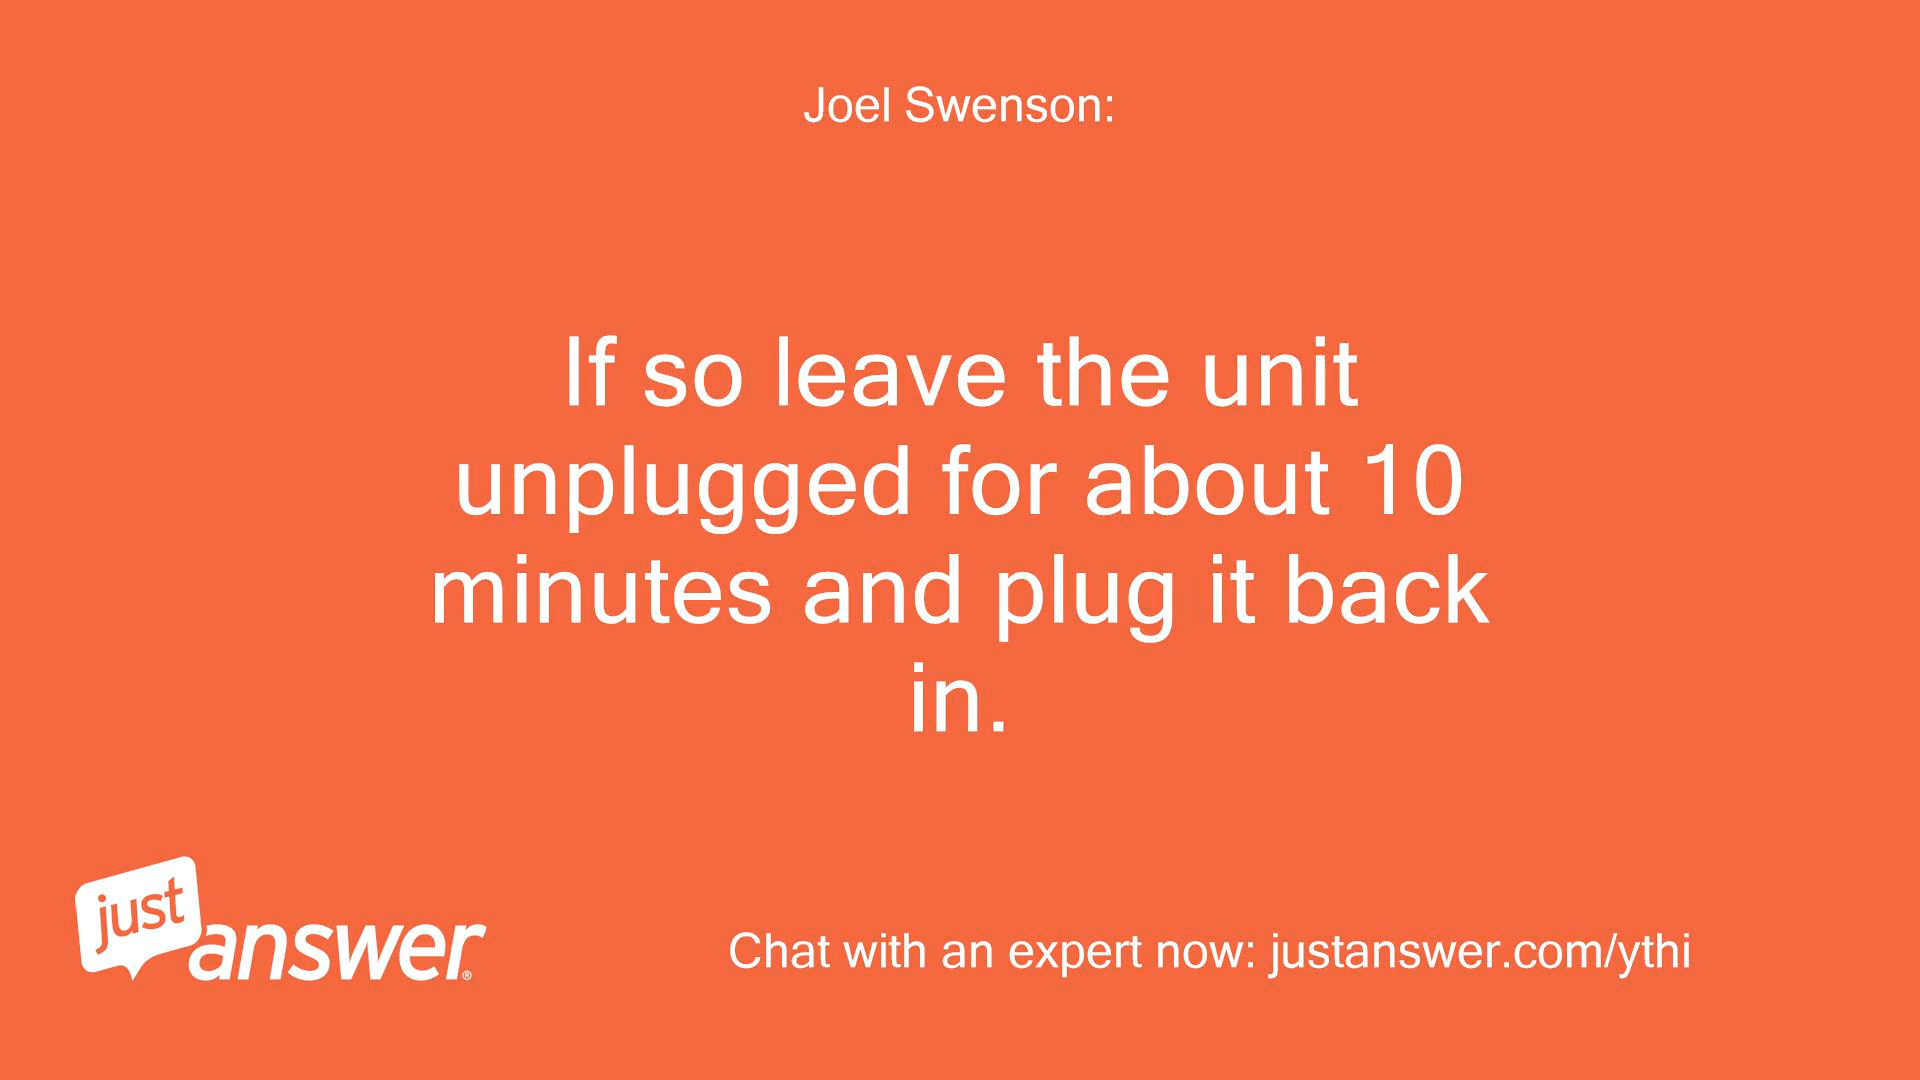 Joel Swenson:
If so leave the unit
unplugged for about 10
minutes and plug it back
in.
just
answer®
Chat with an expert now: justanswer.com/ythi